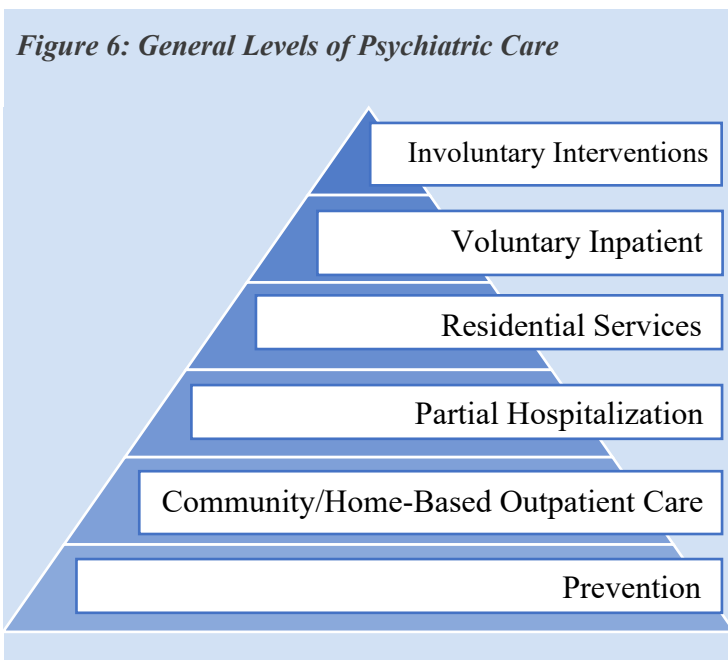 Figure 6: General Levels of Psychiatric Care
Involuntary Interventions
Voluntary Inpatient
Residential Services
Partial Hospitalization
Community/Home-Based Outpatient Care
Prevention